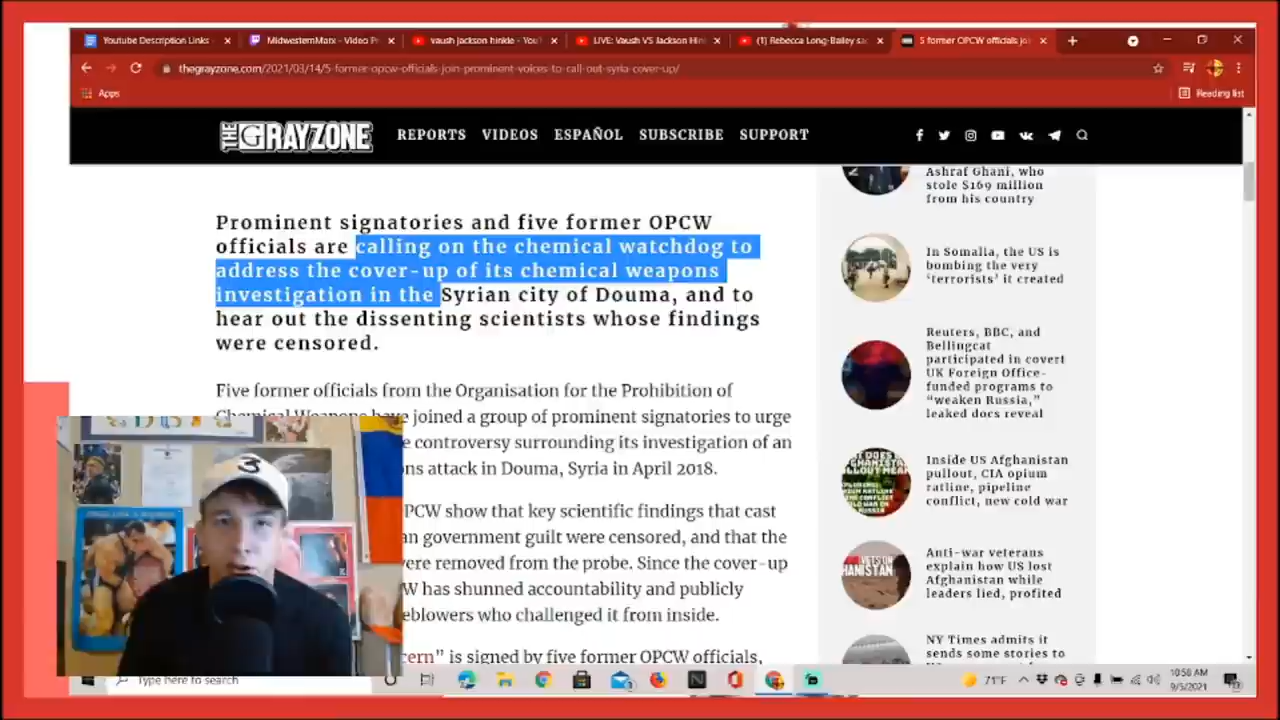 Youtube Description Links -
MidwesternMarx - Video Pr
vaush jackson hinkle - You
LIVE: Vaush VS Jackson Hin
(1) Rebecca Long-Bailey sa
5 former OPCW officials joi
thegrayzone.com/2021/03/14/5-former-opcw-officials-join-prominent-voices-to-call-out-syria-cover-up/
Apps
Reading list
THE GRAYZONE
REPORTS VIDEOS ESPAÑOL SUBSCRIBE SUPPORT
Prominent signatories and five former OPCW
officials are calling on the chemical watchdog to
address the cover-up of its chemical weapons
investigation in the Syrian city of Douma, and to
hear out the dissenting scientists whose findings
were censored.
Five former officials from the Organisation for the Prohibition of
Chemical Weapons have joined a group of prominent signatories to urge
e controversy surrounding its investigation of an
ons attack in Douma, Syria in April 2018.
PCW show that key scientific findings that cast
an government guilt were censored, and that the
were removed from the probe. Since the cover-up
W has shunned accountability and publicly
eblowers who challenged it from inside.
cern" is signed by five former OPCW officials,
Ashraf Ghani, who
stole $169 million
from his country
In Somalia, the US is
bombing the very
‘terrorists’ it created
Reuters, BBC, and
Bellingcat
participated in covert
UK Foreign Office-
funded programs to
“weaken Russia,”
leaked docs reveal
Inside US Afghanistan
pullout, CIA opium
ratline, pipeline
conflict, new cold war
Anti-war veterans
explain how US lost
Afghanistan while
leaders lied, profited
NY Times admits it
sends some stories to
3
Type here to search
71°F
10:58 AM
9/5/2021